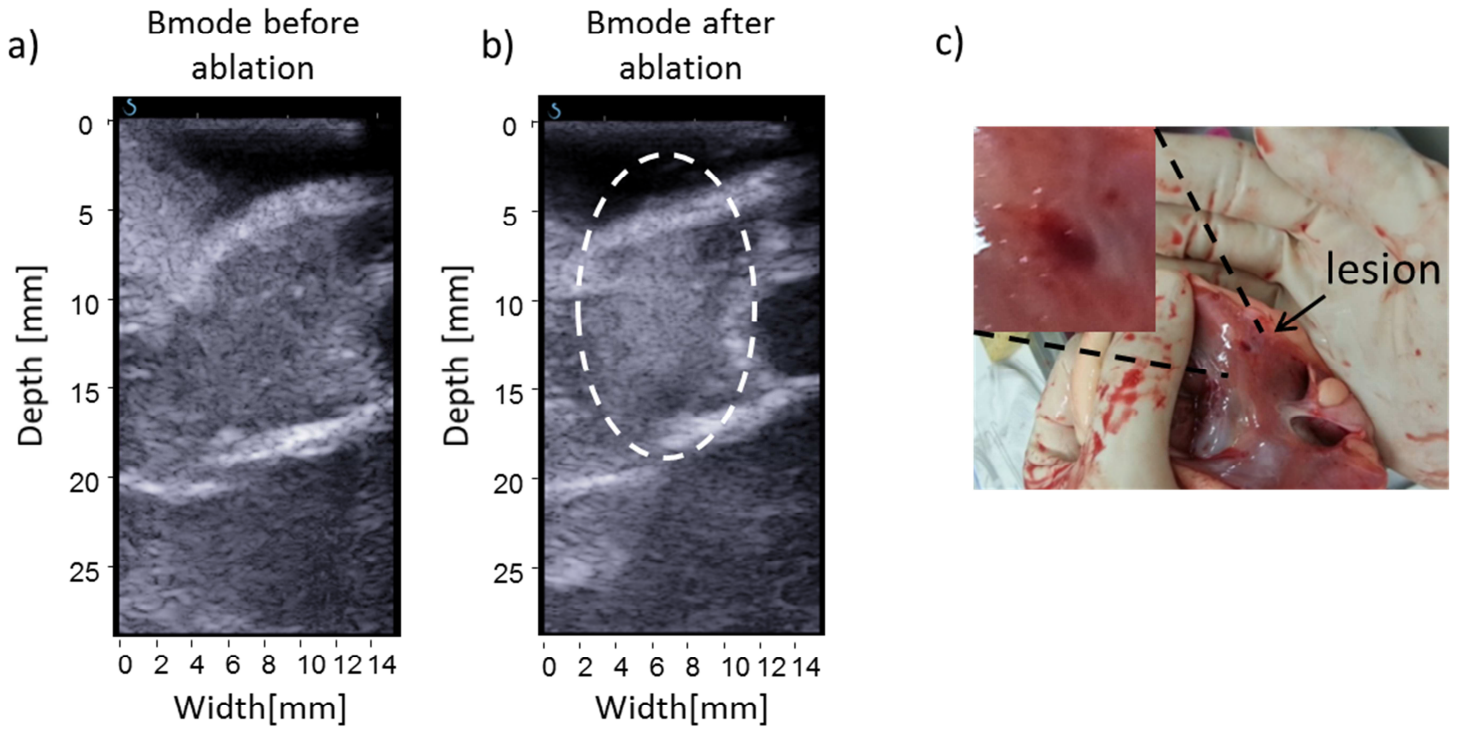 a)
Bmode before
ablation
0
5
10
15
20
25
Depth [mm]
0 2 4 6 8 10 12 14
Width[mm]
b)
Bmode after
ablation
0
5
10
15
20
25
Depth [mm]
0 2 4 6 8 10 12 14
Width[mm]
c)
lesion